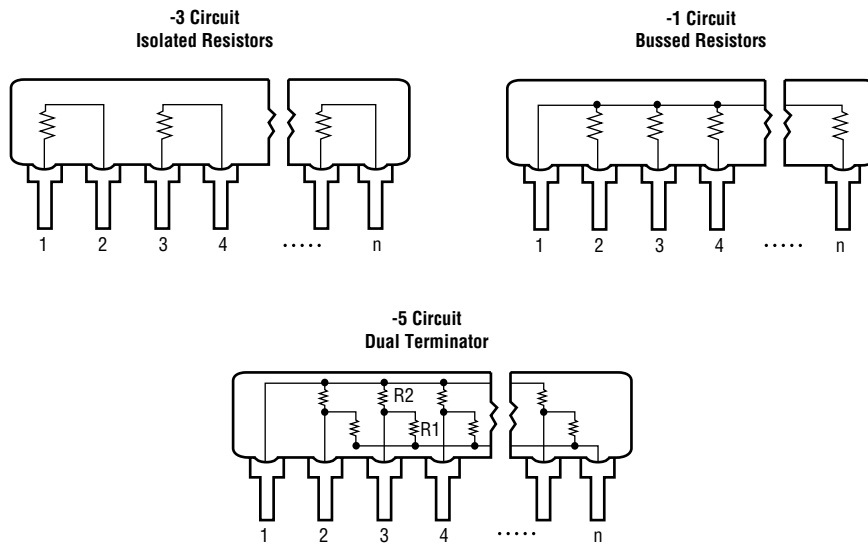 -3 Circuit
Isolated Resistors
1 2 3 4 ..... n
-1 Circuit
Bussed Resistors
1 2 3 4 ..... n
-5 Circuit
Dual Terminator
R2
R1
1 2 3 4 ..... n